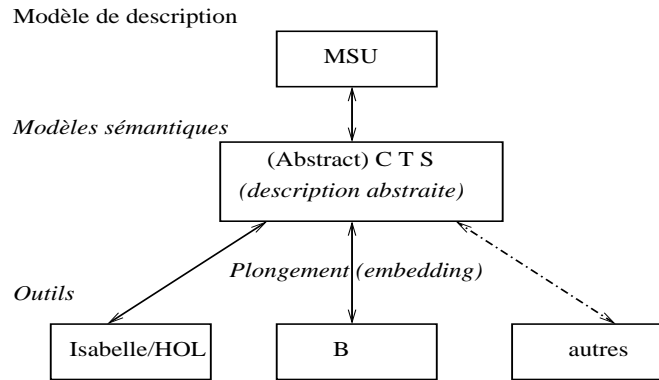 Modèle de description
MSU
Modèles sémantiques
(Abstract) C T S
(description abstraite)
Plongement (embedding)
Outils
Isabelle/HOL
B
autres